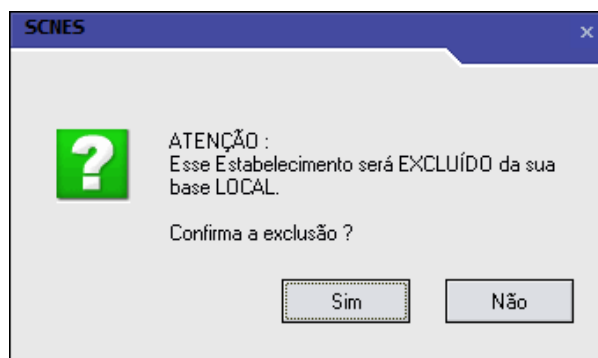 SCNES
x
ATENÇÃO :
Esse Estabelecimento será EXCLUÍDO da sua
base LOCAL.
Confirma a exclusão ?
Sim
Não